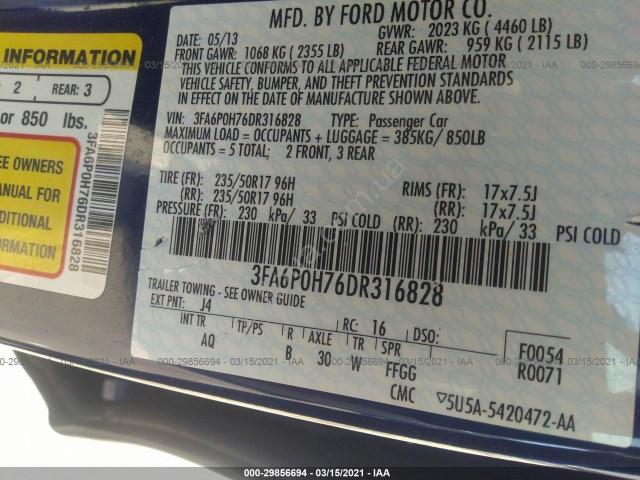 MFD. BY FORD MOTOR CO.
DATE: 05/13
GVWR: 2023 KG ( 4460 LB)
FRONT GAWR: 1068 KG ( 2355 LB)
REAR GAWR: 959 KG ( 2115 LB)
THIS VEHICLE CONFORMS TO ALL APPLICABLE FEDERAL MOTOR
VEHICLE SAFETY, BUMPER, AND THEFT PREVENTION STANDARDS
IN EFFECT ON THE DATE OF MANUFACTURE SHOWN ABOVE.
VIN: 3FA6P0H76DR316828 TYPE: Passenger Car
MAXIMUM LOAD = OCCUPANTS + LUGGAGE = 385KG/850LB
OCCUPANTS = 5 TOTAL; 2 FRONT, 3 REAR
TIRE (FR): 235/50R17 96H RIMS (FR): 17x7.5J
(RR): 235/50R17 96H (RR): 17x7.5J
PRESSURE (FR): 230 kPa/ 33 PSI COLD (RR): 230 kPa/ 33 PSI COLD
3FA6P0H76DR316828
TRAILER TOWING - SEE OWNER GUIDE
EXT PNT: J4 RC: 16 DSO:
INT TR TP/PS R AXLE TR SPR
AQ B 30 W FFGG
CMC
F0054
R0071
5U5A-5420472-AA
INFORMATION
2 REAR: 3
or 850 lbs.
SEE OWNERS
MANUAL FOR
ADDITIONAL
INFORMATION
3FA6P0H76DR316828
000-29856694 - 03/15/2021 - IAA